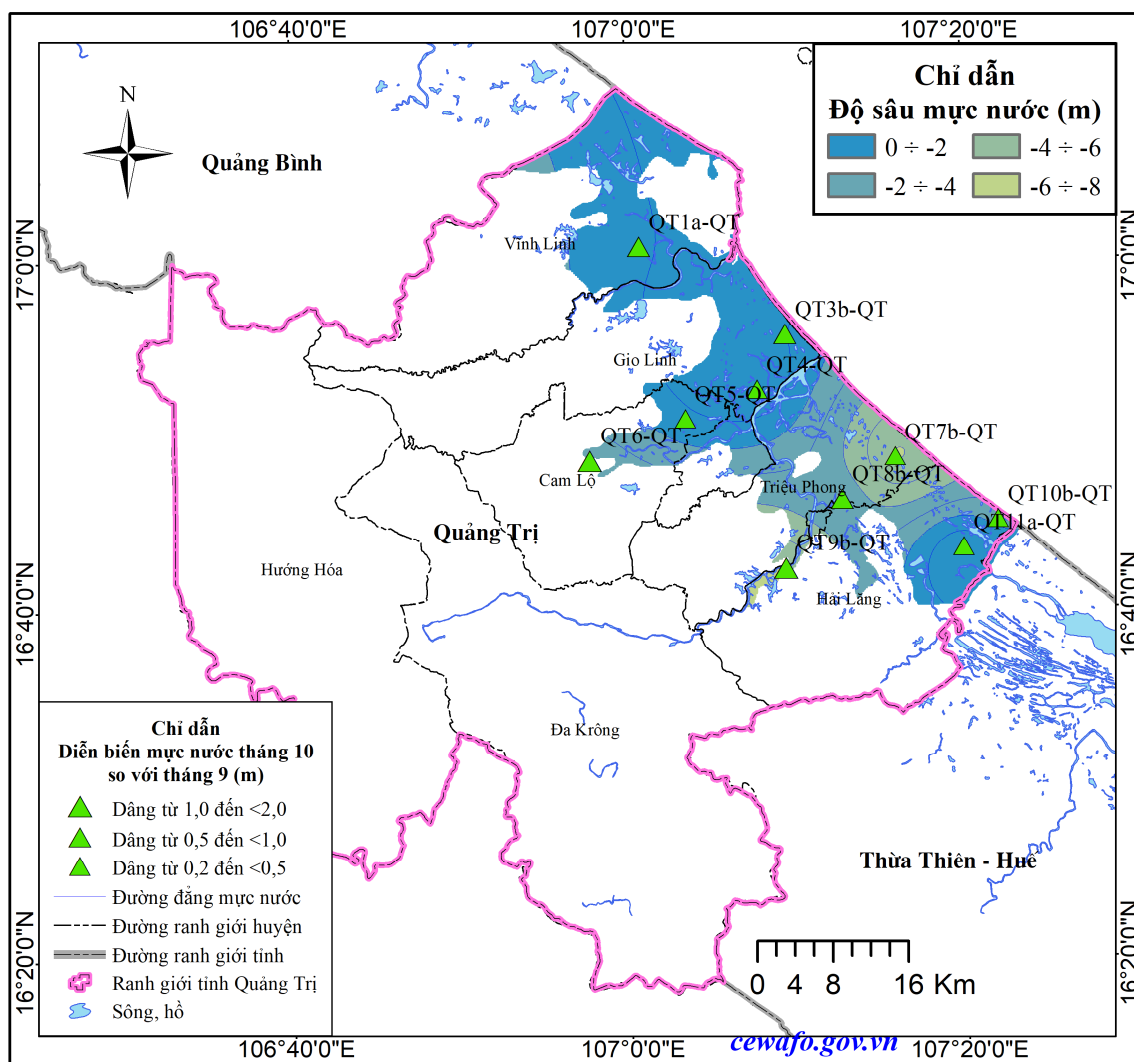 106°40'0"E
107°0'0"E
107°20'0"E
Chỉ dẫn
Độ sâu mực nước (m)
0 ÷ -2
-4 ÷ -6
-2 ÷ -4
-6 ÷ -8
N
Quảng Bình
17°0'0"N
17°0'0"N
QT1a-QT
Vĩnh Linh
QT3b-QT
Gio Linh
QT4-QT
QT5-QT
QT6-QT
QT7b-QT
Cam Lộ
QT8b-QT
Triệu Phong
QT10b-QT
QT11a-QT
Quảng Trị
QT9b-QT
Hướng Hóa
Hải Lăng
16°40'0"N
16°40'0"N
Đa Krông
Chỉ dẫn
Diễn biến mực nước tháng 10
so với tháng 9 (m)
Dâng từ 1,0 đến <2,0
Dâng từ 0,5 đến <1,0
Dâng từ 0,2 đến <0,5
Đường đẳng mực nước
Đường ranh giới huyện
Đường ranh giới tỉnh
Ranh giới tỉnh Quảng Trị
Sông, hồ
Thừa Thiên - Huế
16°20'0"N
16°20'0"N
0 4 8 16 Km
cewafo.gov.vn
106°40'0"E
107°0'0"E
107°20'0"E